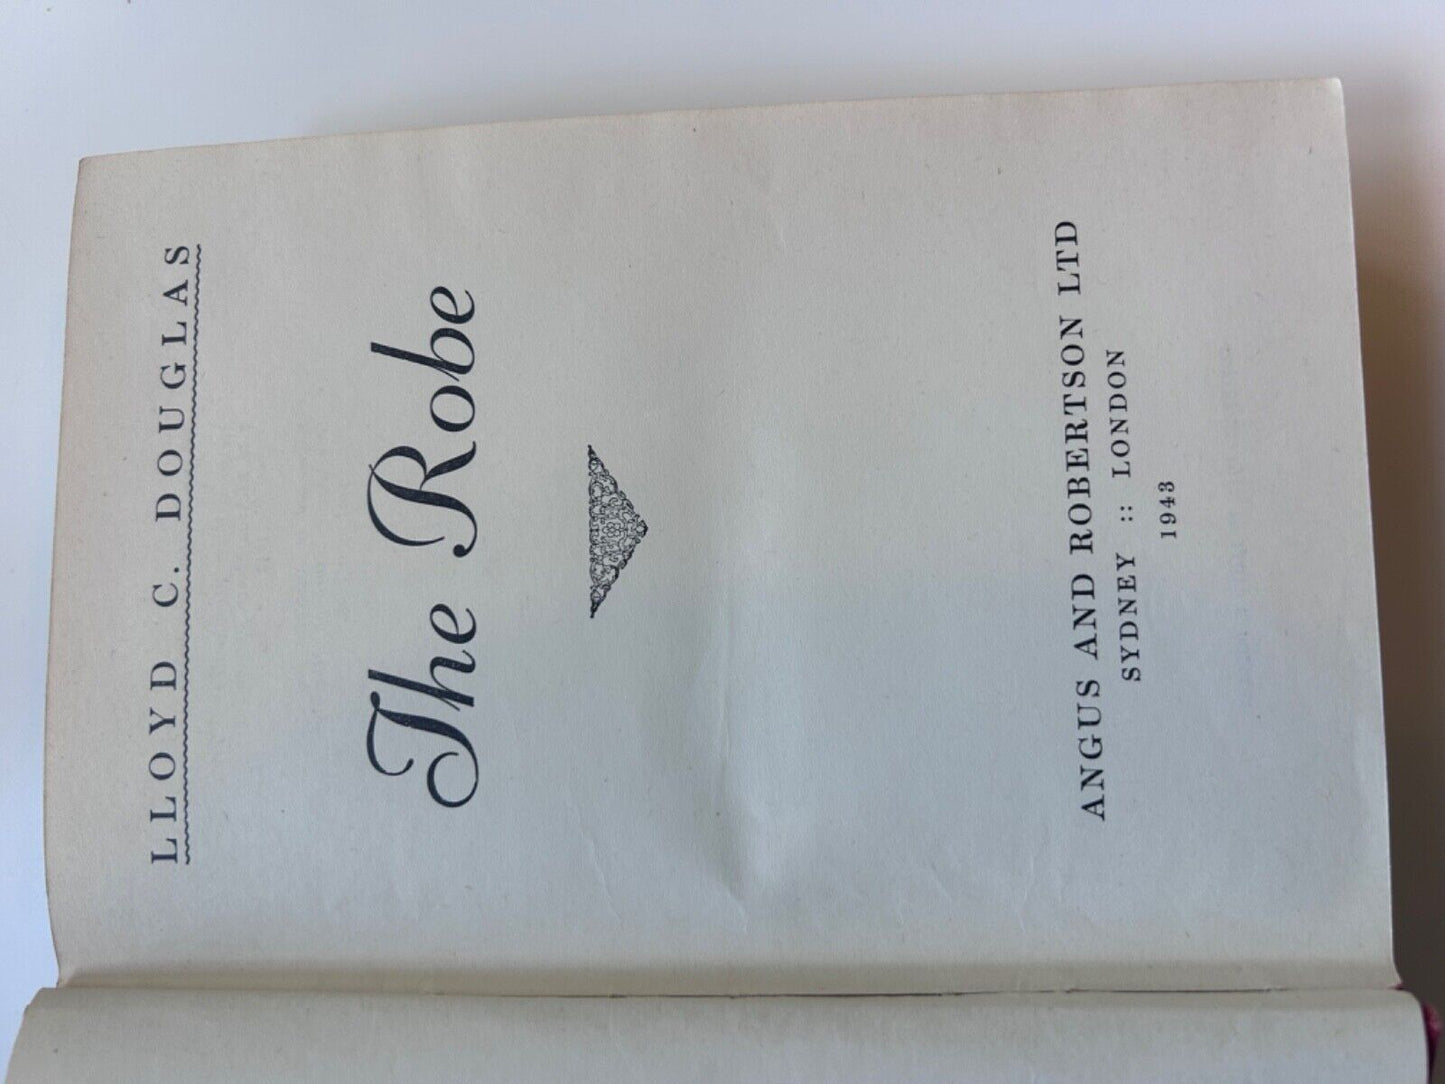 LLOYD C. DOUGLAS
The Robe
ANGUS AND ROBERTSON LTD
SYDNEY :: LONDON
1943